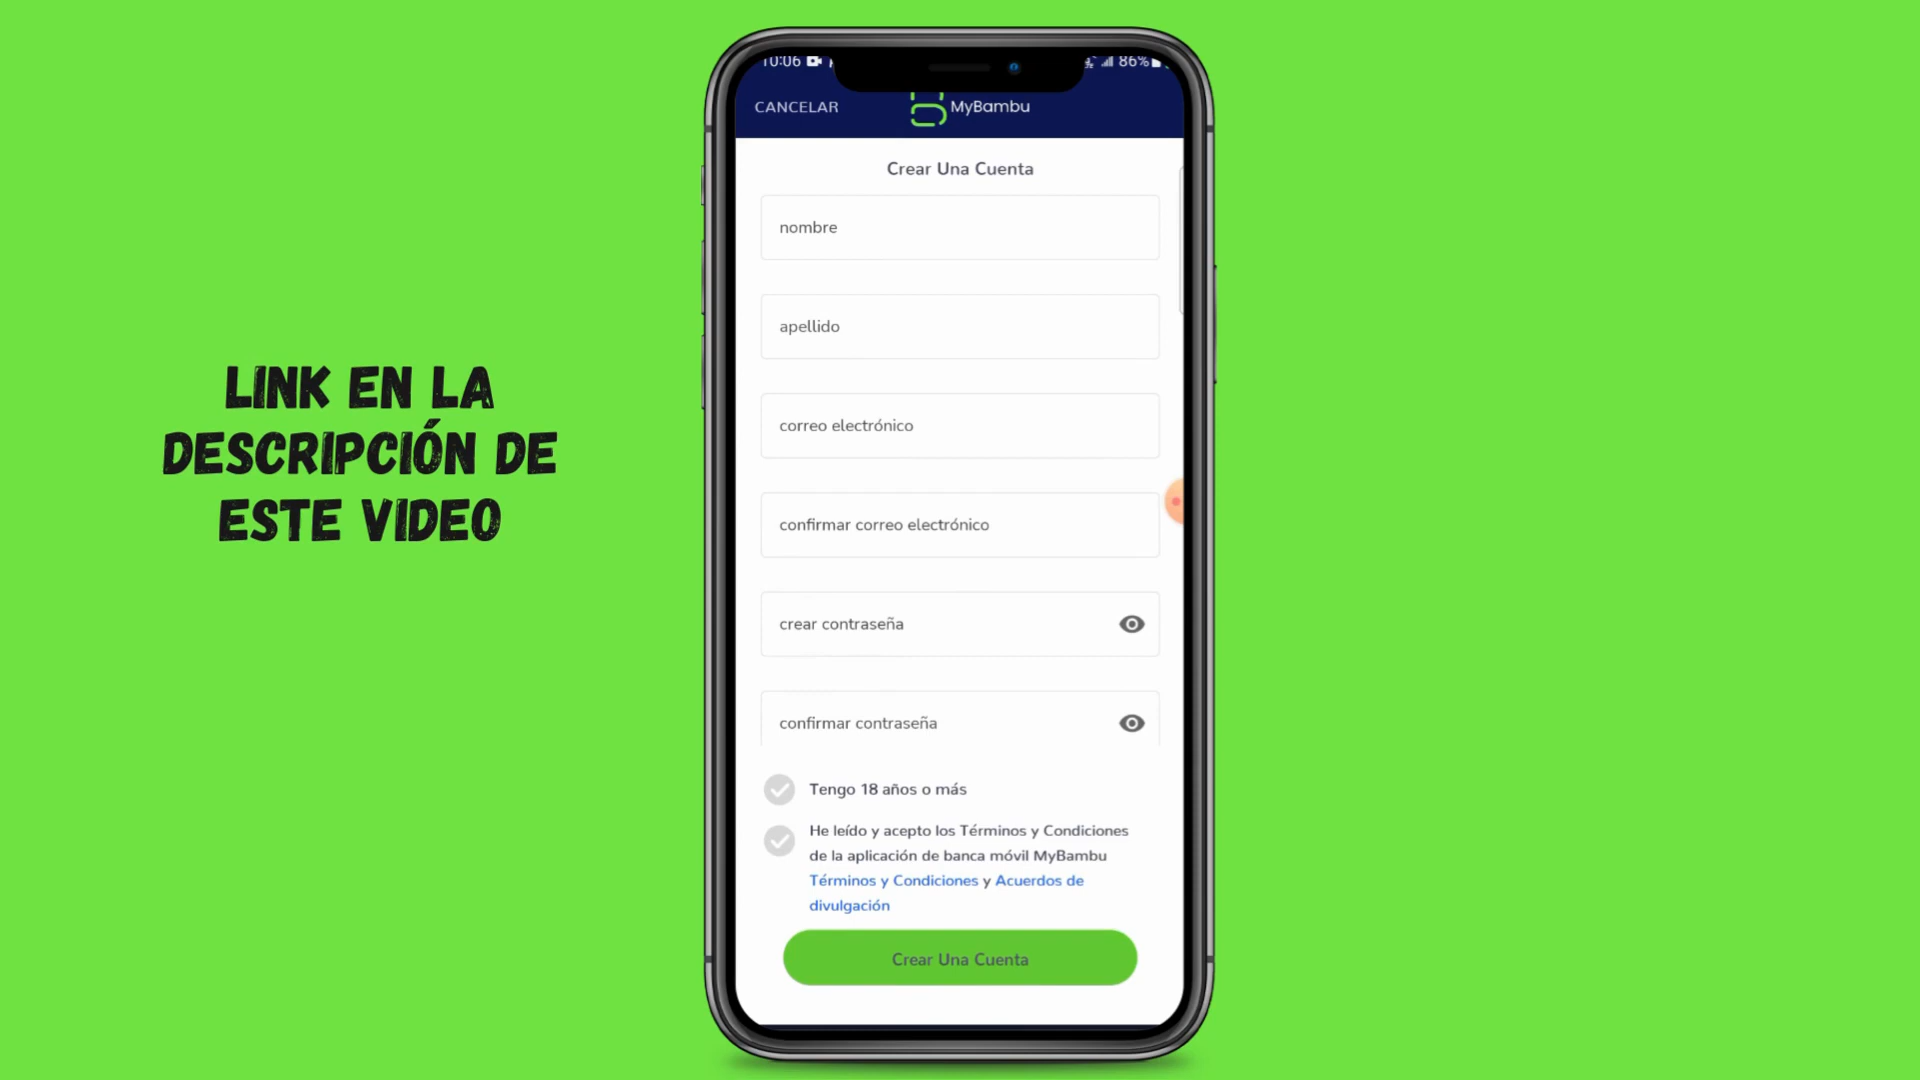 LINK EN LA
DESCRIPCIÓN DE
ESTE VIDEO
10:06
86%
CANCELAR
MyBambu
Crear Una Cuenta
nombre
apellido
correo electrónico
confirmar correo electrónico
crear contraseña
confirmar contraseña
Tengo 18 años o más
He leído y acepto los Términos y Condiciones
de la aplicación de banca móvil MyBambu
Términos y Condiciones y Acuerdos de
divulgación
Crear Una Cuenta